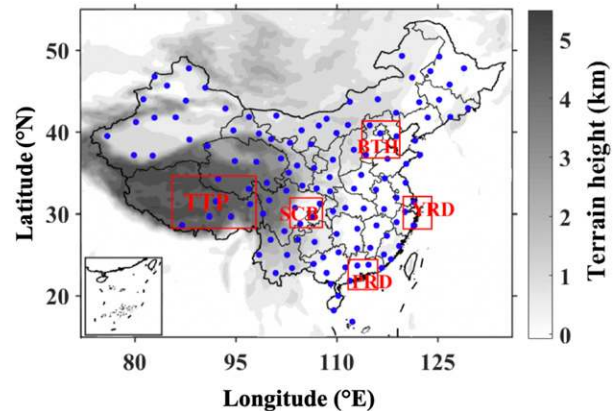 50
40
30
20
Latitude (°N)
80
95
110
125
Longitude (°E)
BTH
TTP
SCB
YRD
PRD
5
4
3
2
1
0
Terrain height (km)